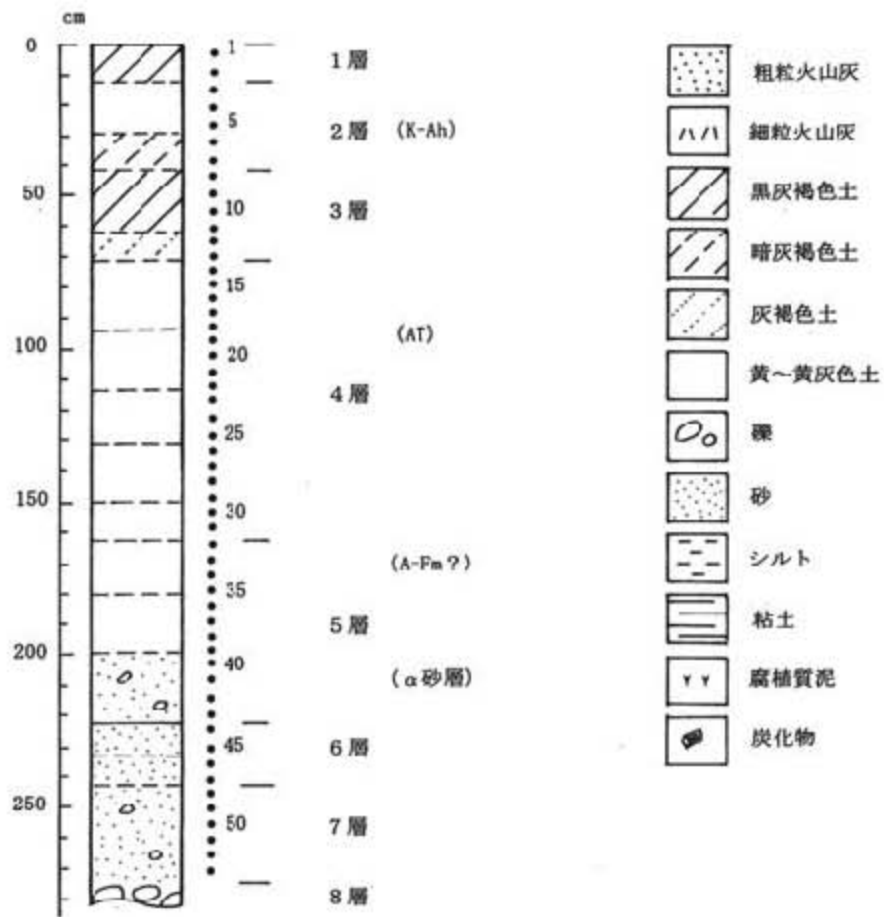 cm
0
50
100
150
200
250
1
5
10
15
20
25
30
35
40
45
50
1層
2層 (K-Ah)
3層
(AT)
4層
(A-Fm?)
5層
(α砂層)
6層
7層
8層
粗粒火山灰
細粒火山灰
黒灰褐色土
暗灰褐色土
灰褐色土
黄~黄灰色土
礫
砂
シルト
粘土
腐植質泥
炭化物